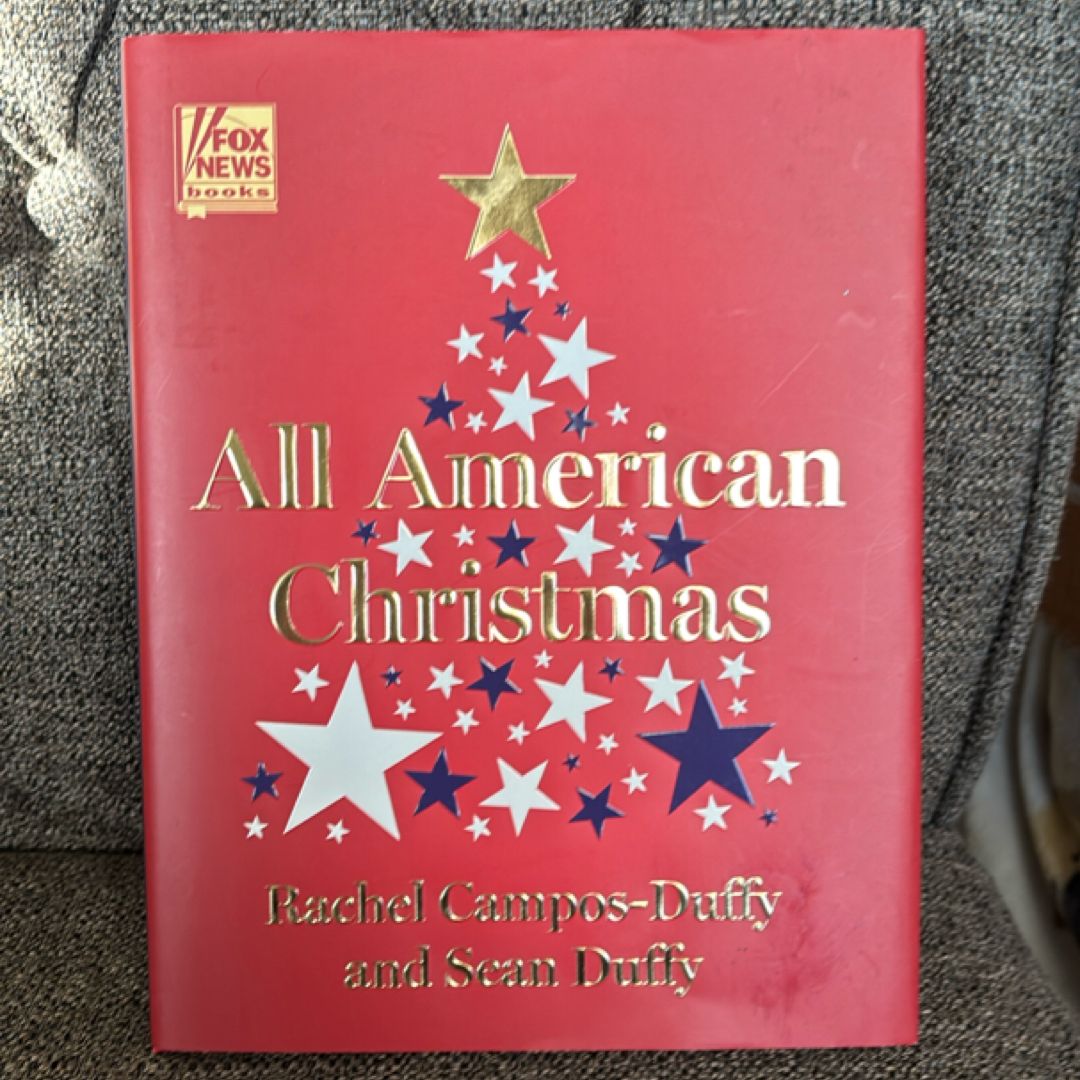 FOX
NEWS
books
All American
Christmas
Rachel Campos-Duffy
and Sean Duffy